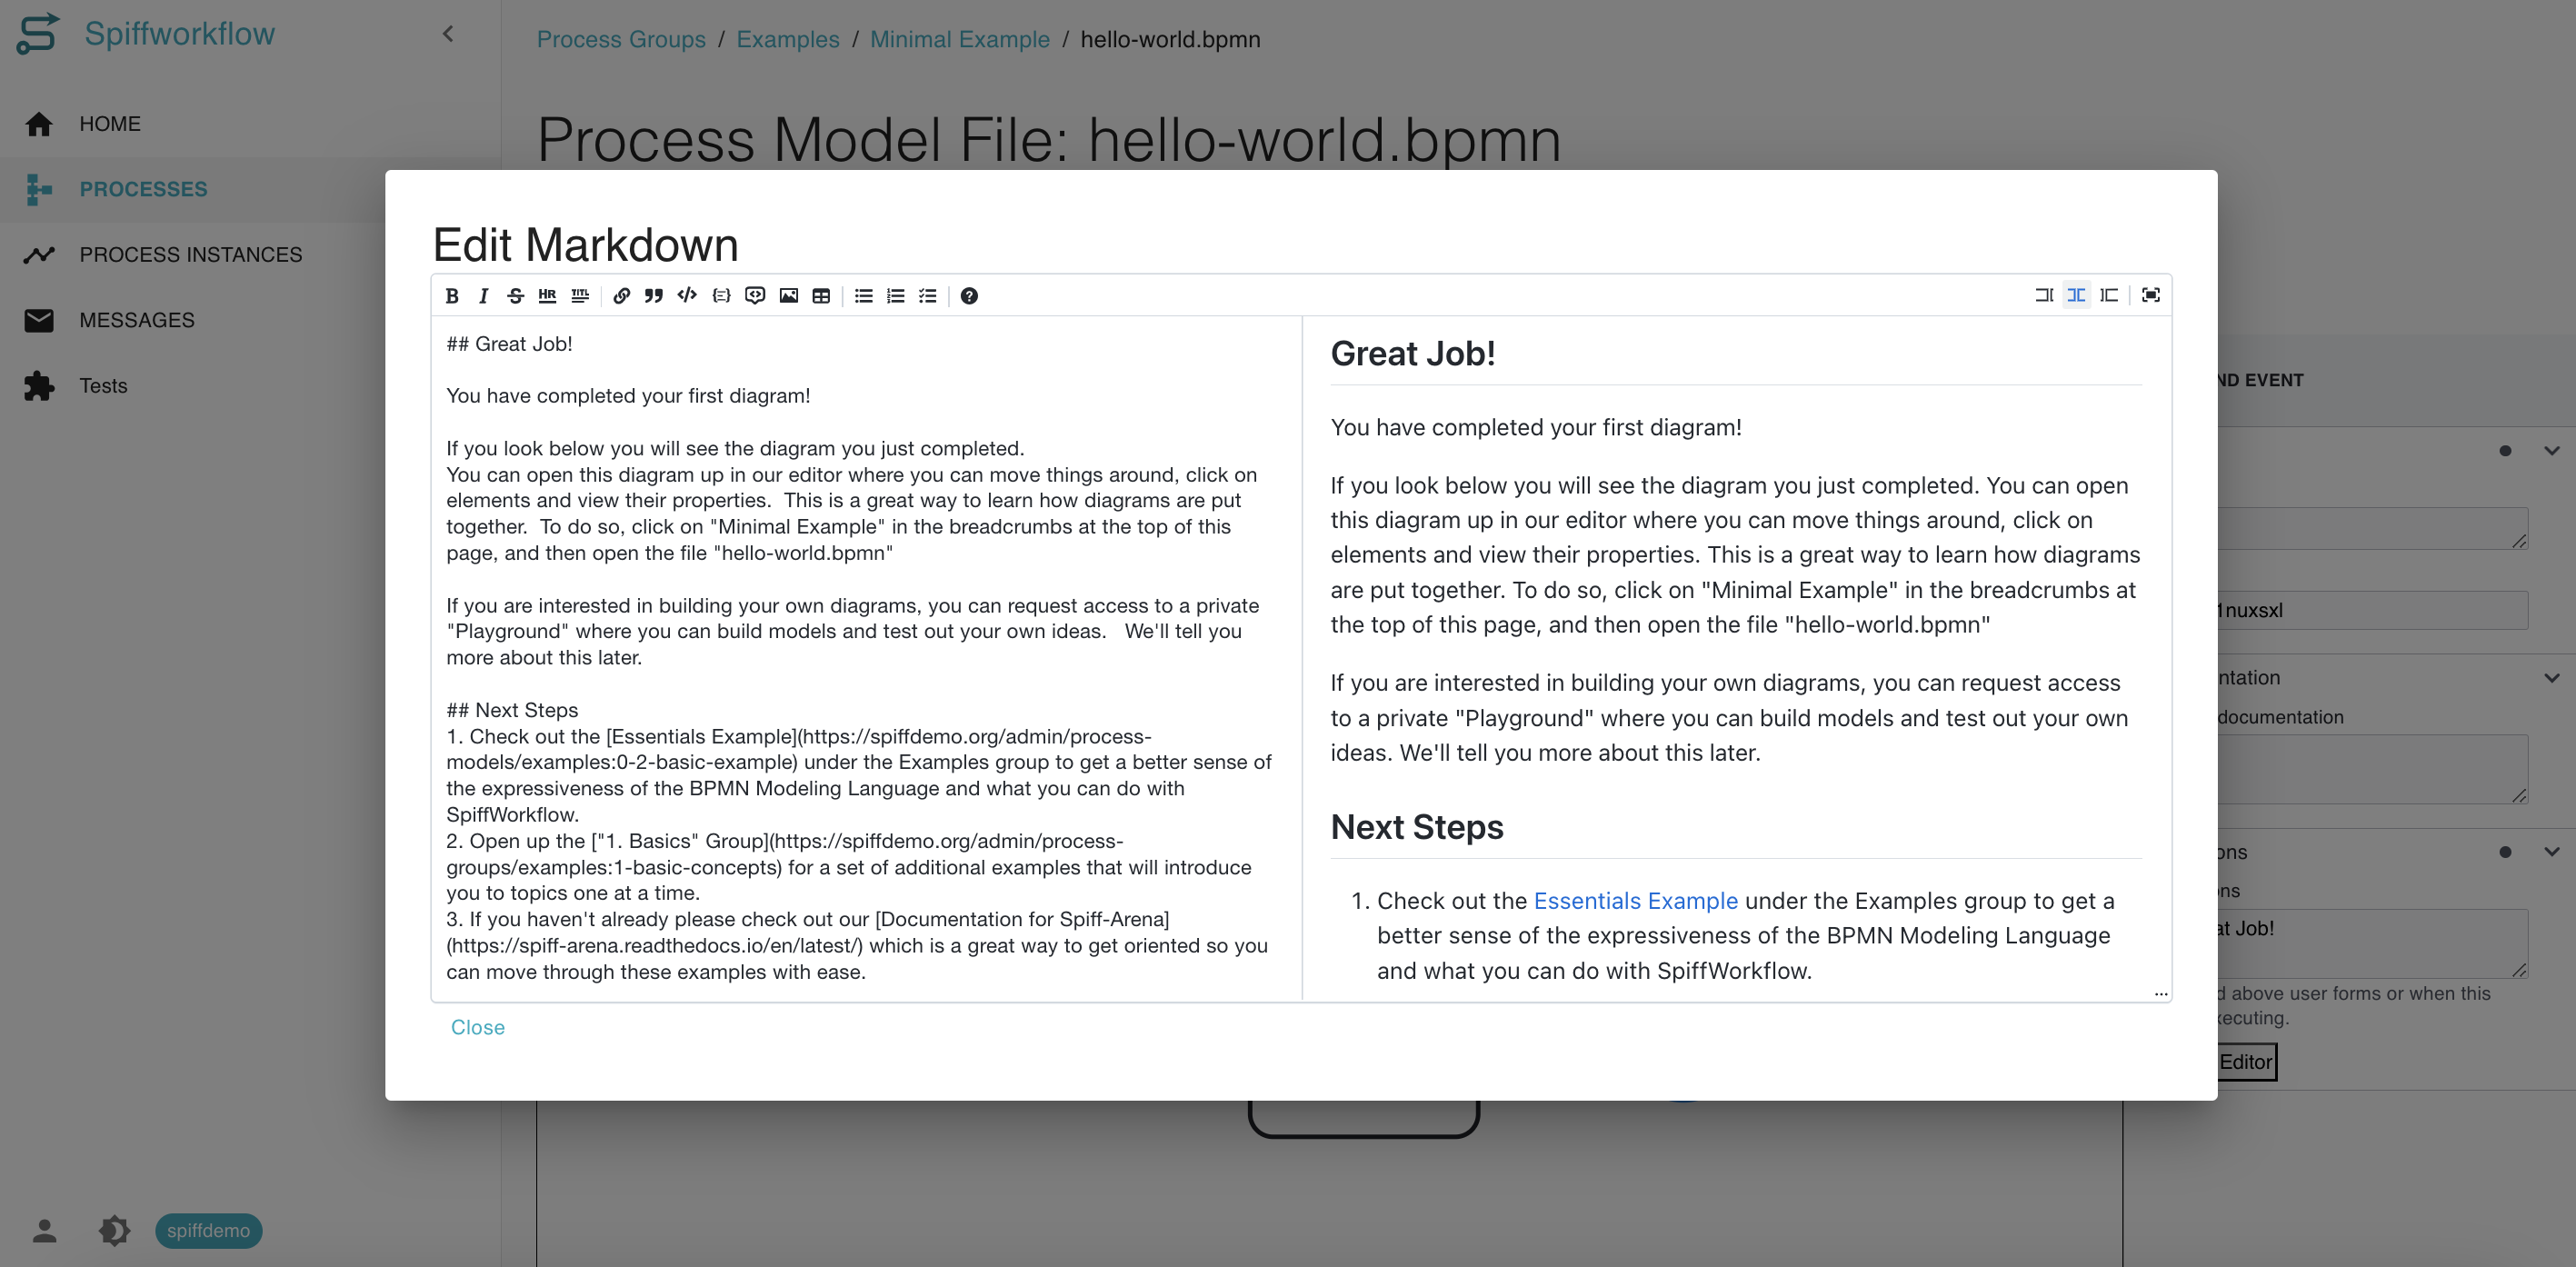 Spiffworkflow
Process Groups / Examples / Minimal Example / hello-world.bpmn
HOME
PROCESSES
PROCESS INSTANCES
MESSAGES
Tests
spiffdemo
Process Model File: hello-world.bpmn
Edit Markdown
B I S HR TITL
## Great Job!
You have completed your first diagram!
If you look below you will see the diagram you just completed.
You can open this diagram up in our editor where you can move things around, click on
elements and view their properties.  This is a great way to learn how diagrams are put
together.  To do so, click on "Minimal Example" in the breadcrumbs at the top of this
page, and then open the file "hello-world.bpmn"
If you are interested in building your own diagrams, you can request access to a private
"Playground" where you can build models and test out your own ideas.   We'll tell you
more about this later.
## Next Steps
1. Check out the [Essentials Example](https://spiffdemo.org/admin/process-
models/examples:0-2-basic-example) under the Examples group to get a better sense of
the expressiveness of the BPMN Modeling Language and what you can do with
SpiffWorkflow.
2. Open up the ["1. Basics" Group](https://spiffdemo.org/admin/process-
groups/examples:1-basic-concepts) for a set of additional examples that will introduce
you to topics one at a time.
3. If you haven't already please check out our [Documentation for Spiff-Arena]
(https://spiff-arena.readthedocs.io/en/latest/) which is a great way to get oriented so you
can move through these examples with ease.
Great Job!
You have completed your first diagram!
If you look below you will see the diagram you just completed. You can open
this diagram up in our editor where you can move things around, click on
elements and view their properties. This is a great way to learn how diagrams
are put together. To do so, click on "Minimal Example" in the breadcrumbs at
the top of this page, and then open the file "hello-world.bpmn"
If you are interested in building your own diagrams, you can request access
to a private "Playground" where you can build models and test out your own
ideas. We'll tell you more about this later.
Next Steps
1. Check out the Essentials Example under the Examples group to get a
better sense of the expressiveness of the BPMN Modeling Language
and what you can do with SpiffWorkflow.
Close
ND EVENT
1nuxsxl
ntation
documentation
ons
ons
at Job!
d above user forms or when this
xecuting.
Editor